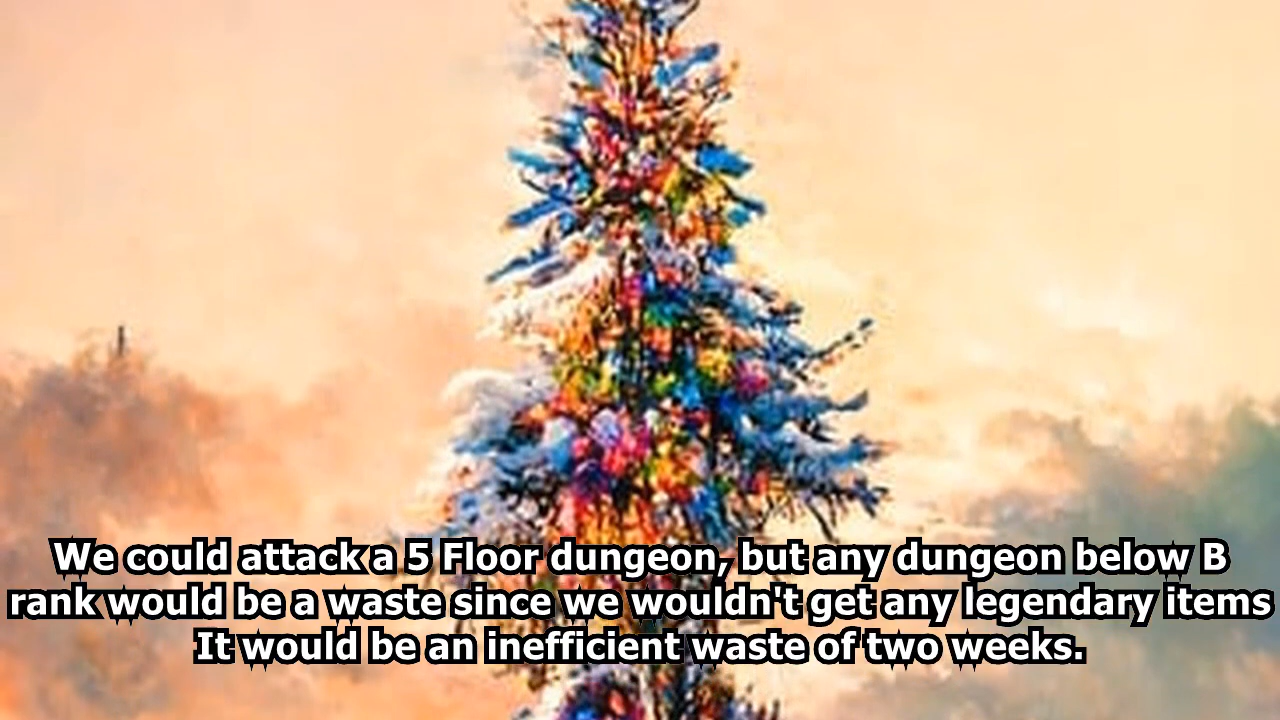 We could attack a 5 Floor dungeon, but any dungeon below B
rank would be a waste since we wouldn't get any legendary items
It would be an inefficient waste of two weeks.